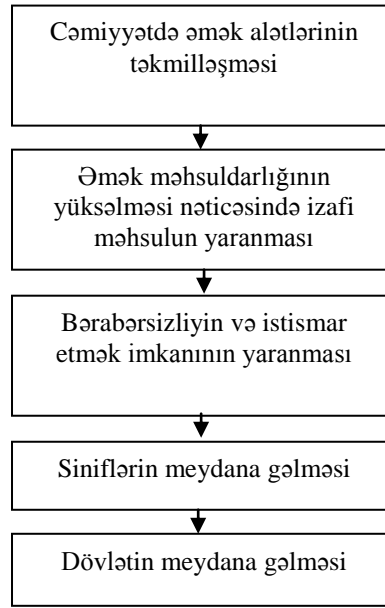 Cəmiyyətdə əmək alətlərinin
təkmilləşməsi
Əmək məhsuldarlığının
yüksəlməsi nəticəsində izafi
məhsulun yaranması
Bərabərsizliyin və istismar
etmək imkanının yaranması
Siniflərin meydana gəlməsi
Dövlətin meydana gəlməsi